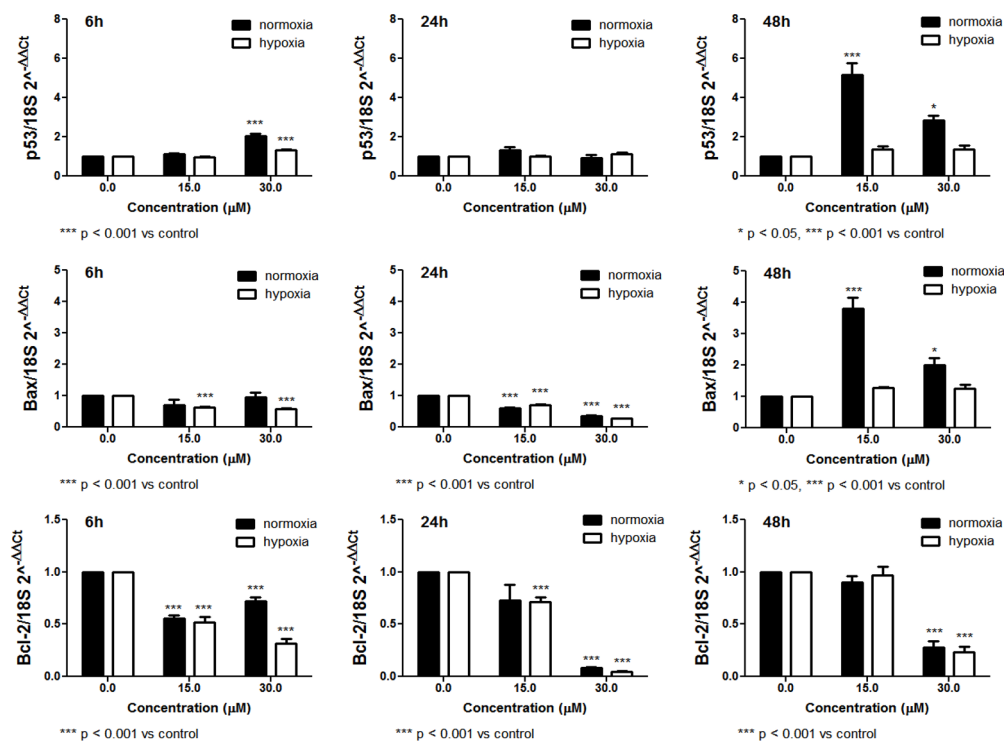 6h
normoxia
hypoxia
p53/18S 2^-ΔΔCt
8
6
4
2
0
***
***
0.0 15.0 30.0
Concentration (μM)
*** p < 0.001 vs control
24h
normoxia
hypoxia
p53/18S 2^-ΔΔCt
8
6
4
2
0
0.0 15.0 30.0
Concentration (μM)
48h
normoxia
hypoxia
p53/18S 2^-ΔΔCt
8
6
4
2
0
***
*
0.0 15.0 30.0
Concentration (μM)
* p < 0.05, *** p < 0.001 vs control
6h
normoxia
hypoxia
Bax/18S 2^-ΔΔCt
5
4
3
2
1
0
*** ***
0.0 15.0 30.0
Concentration (μM)
*** p < 0.001 vs control
24h
normoxia
hypoxia
Bax/18S 2^-ΔΔCt
5
4
3
2
1
0
*** *** *** ***
0.0 15.0 30.0
Concentration (μM)
*** p < 0.001 vs control
48h
normoxia
hypoxia
Bax/18S 2^-ΔΔCt
5
4
3
2
1
0
***
*
0.0 15.0 30.0
Concentration (μM)
* p < 0.05, *** p < 0.001 vs control
6h
normoxia
hypoxia
Bcl-2/18S 2^-ΔΔCt
1.5
1.0
0.5
0.0
*** *** *** ***
0.0 15.0 30.0
Concentration (μM)
*** p < 0.001 vs control
24h
normoxia
hypoxia
Bcl-2/18S 2^-ΔΔCt
1.5
1.0
0.5
0.0
*** *** ***
0.0 15.0 30.0
Concentration (μM)
*** p < 0.001 vs control
48h
normoxia
hypoxia
Bcl-2/18S 2^-ΔΔCt
1.5
1.0
0.5
0.0
*** ***
0.0 15.0 30.0
Concentration (μM)
*** p < 0.001 vs control